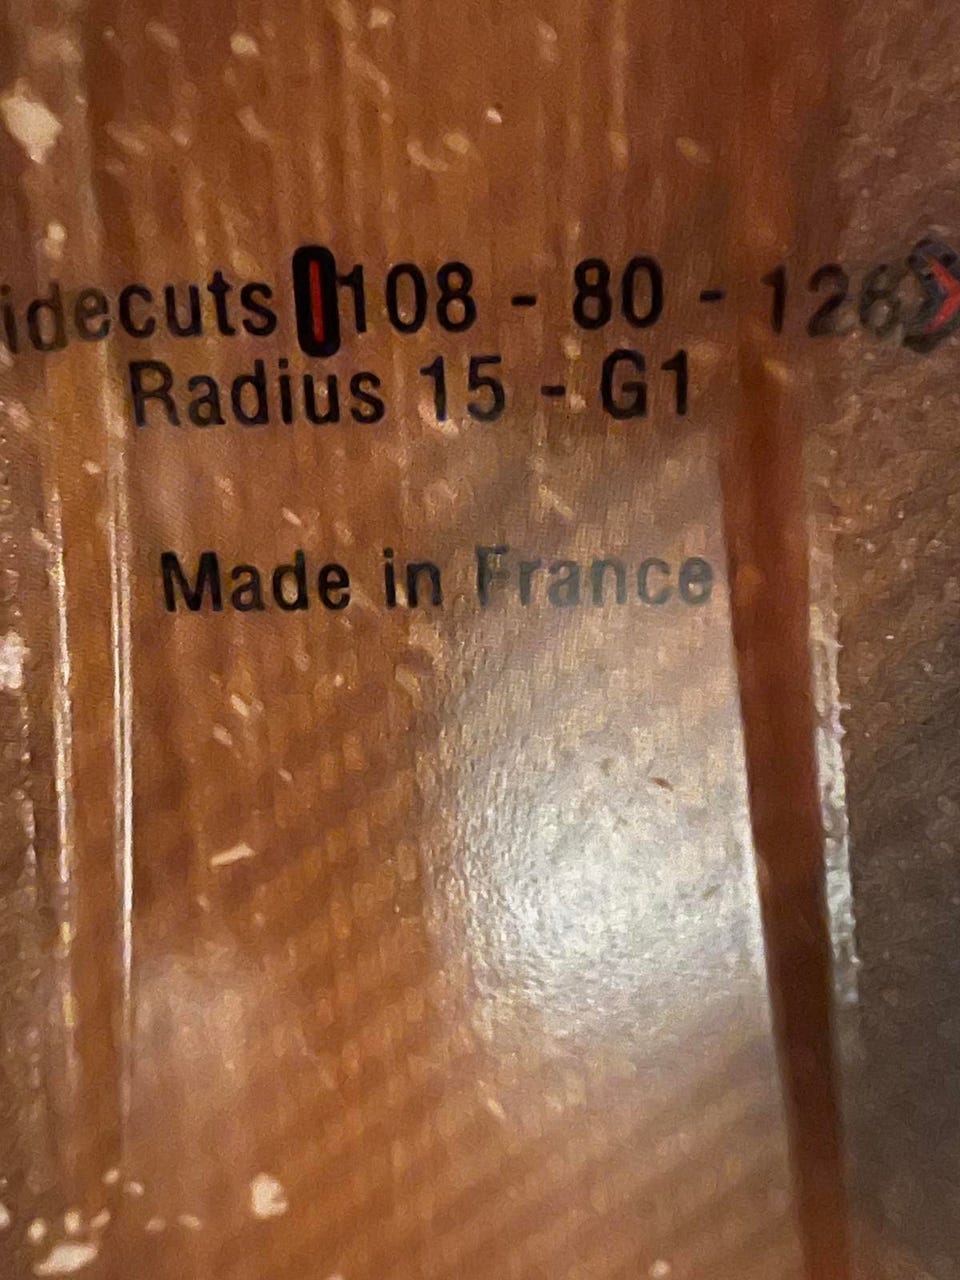 idecuts 108 - 80 - 126
Radius 15 - G1
Made in France